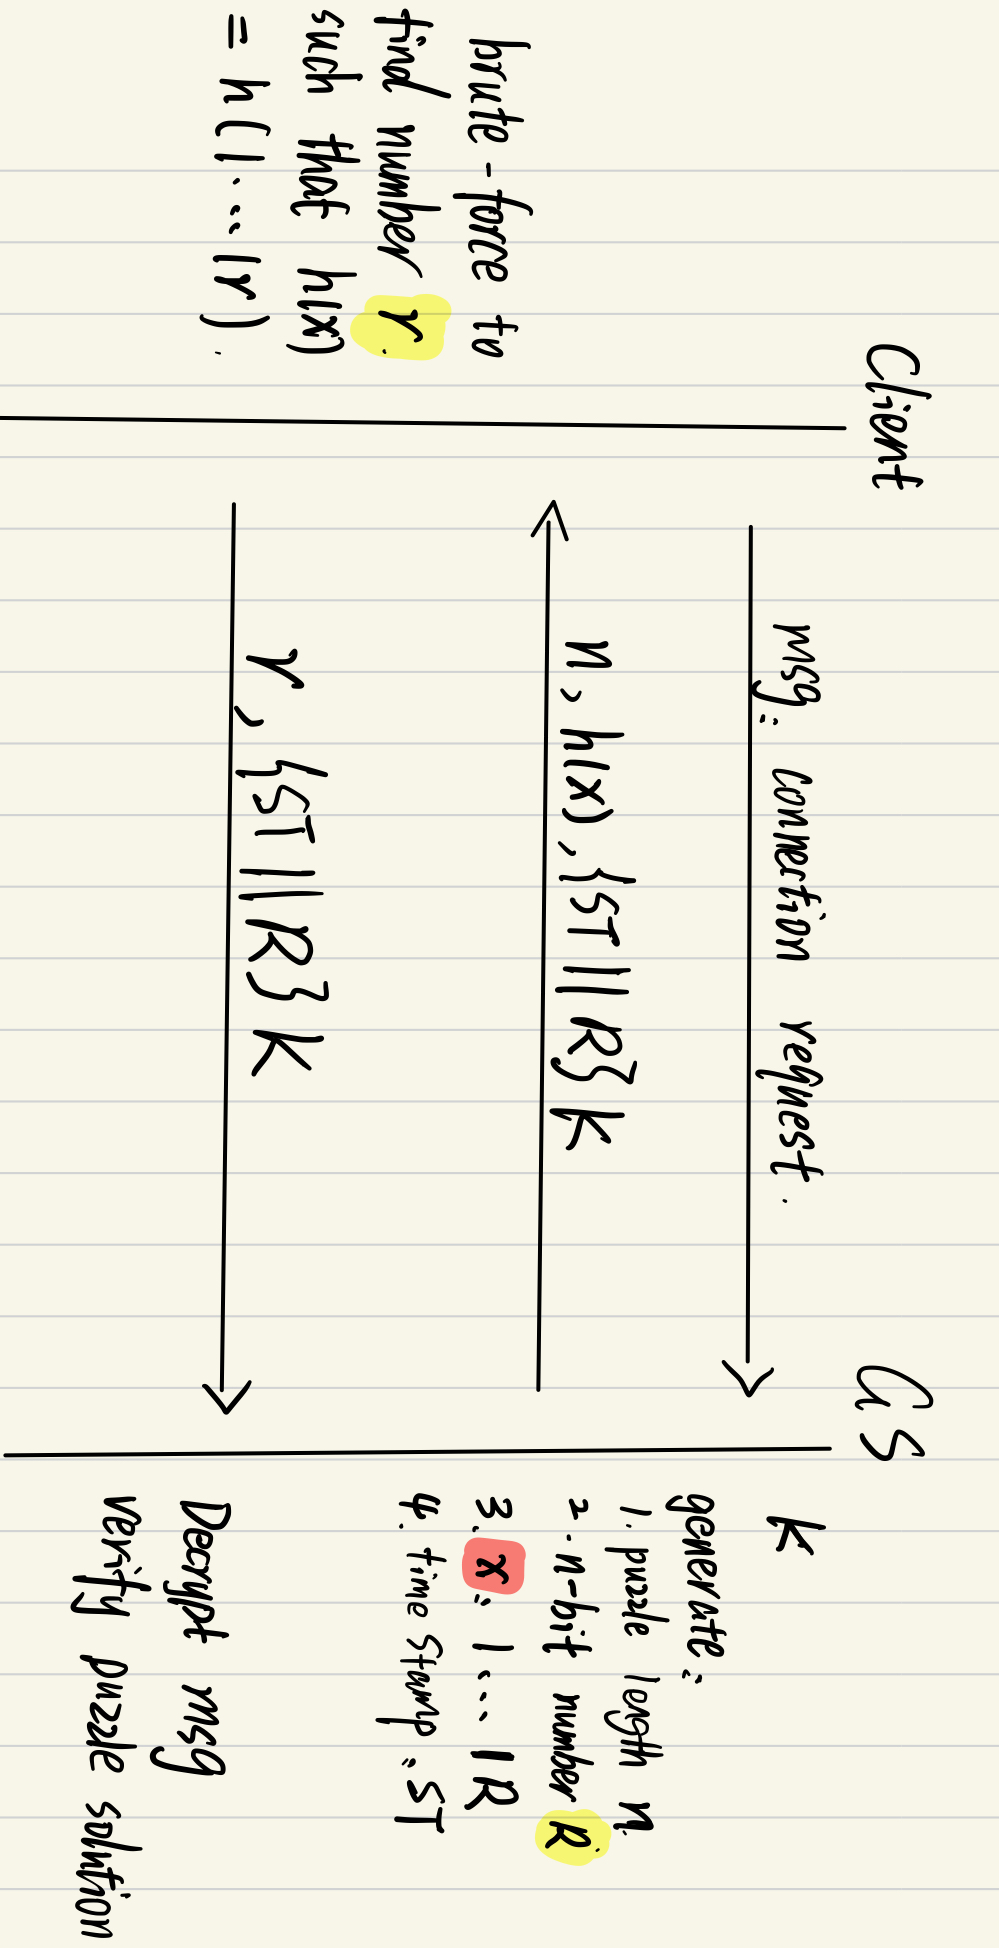 Client
GS
msg: connection request.
K
generate:
1. puzzle length n.
2. n-bit number R
3. x: 1... 1R
4. time stamp: ST
n, h(x), {ST||R}K
brute-force to
find number r.
such that h(x)
= h(1...1r).
r, {ST||R}K
Decrypt msg
verify puzzle solution